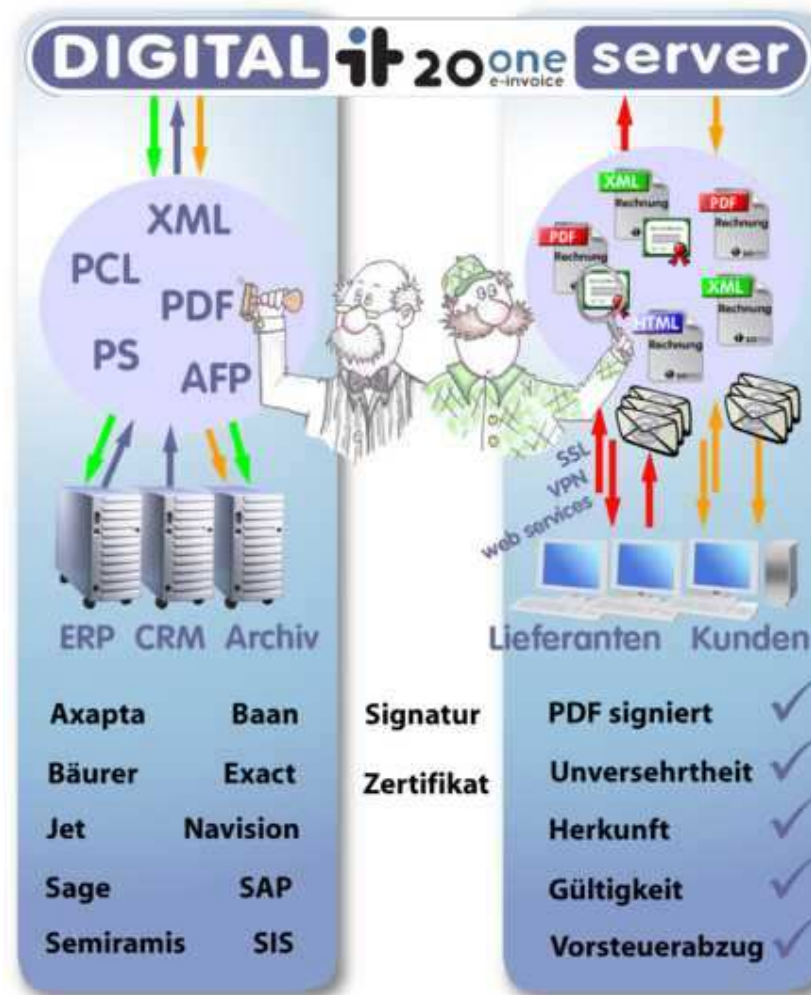 DIGITAL it 20 one e-invoice server
XML
PCL
PDF
PS
AFP
XML
Rechnung
PDF
Rechnung
PDF
Rechnung
XML
Rechnung
HTML
Rechnung
SSL
VPN
web services
ERP CRM Archiv
Lieferanten Kunden
Axapta Baan
Bäurer Exact
Jet Navision
Sage SAP
Semiramis SIS
Signatur
Zertifikat
PDF signiert
Unversehrtheit
Herkunft
Gültigkeit
Vorsteuerabzug